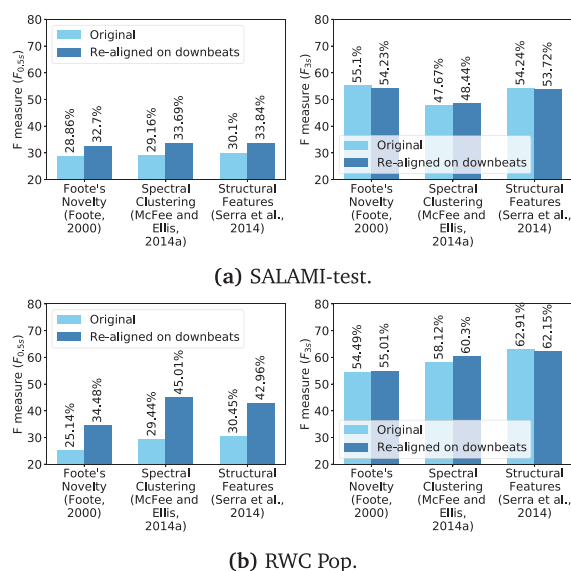 F measure (F0.5s)
80
70
60
50
40
30
20
Original
Re-aligned on downbeats
28.86%
32.7%
29.16%
33.69%
30.1%
33.84%
Foote's
Novelty
(Foote,
2000)
Spectral
Clustering
(McFee and
Ellis,
2014a)
Structural
Features
(Serra et al.,
2014)
F measure (F3s)
80
70
60
50
40
30
20
55.1%
54.23%
47.67%
48.44%
54.24%
53.72%
Original
Re-aligned on downbeats
Foote's
Novelty
(Foote,
2000)
Spectral
Clustering
(McFee and
Ellis,
2014a)
Structural
Features
(Serra et al.,
2014)
(a) SALAMI-test.
F measure (F0.5s)
80
70
60
50
40
30
20
Original
Re-aligned on downbeats
25.14%
34.48%
29.44%
45.01%
30.45%
42.96%
Foote's
Novelty
(Foote,
2000)
Spectral
Clustering
(McFee and
Ellis,
2014a)
Structural
Features
(Serra et al.,
2014)
F measure (F3s)
80
70
60
50
40
30
20
54.49%
55.01%
58.12%
60.3%
62.91%
62.15%
Original
Re-aligned on downbeats
Foote's
Novelty
(Foote,
2000)
Spectral
Clustering
(McFee and
Ellis,
2014a)
Structural
Features
(Serra et al.,
2014)
(b) RWC Pop.